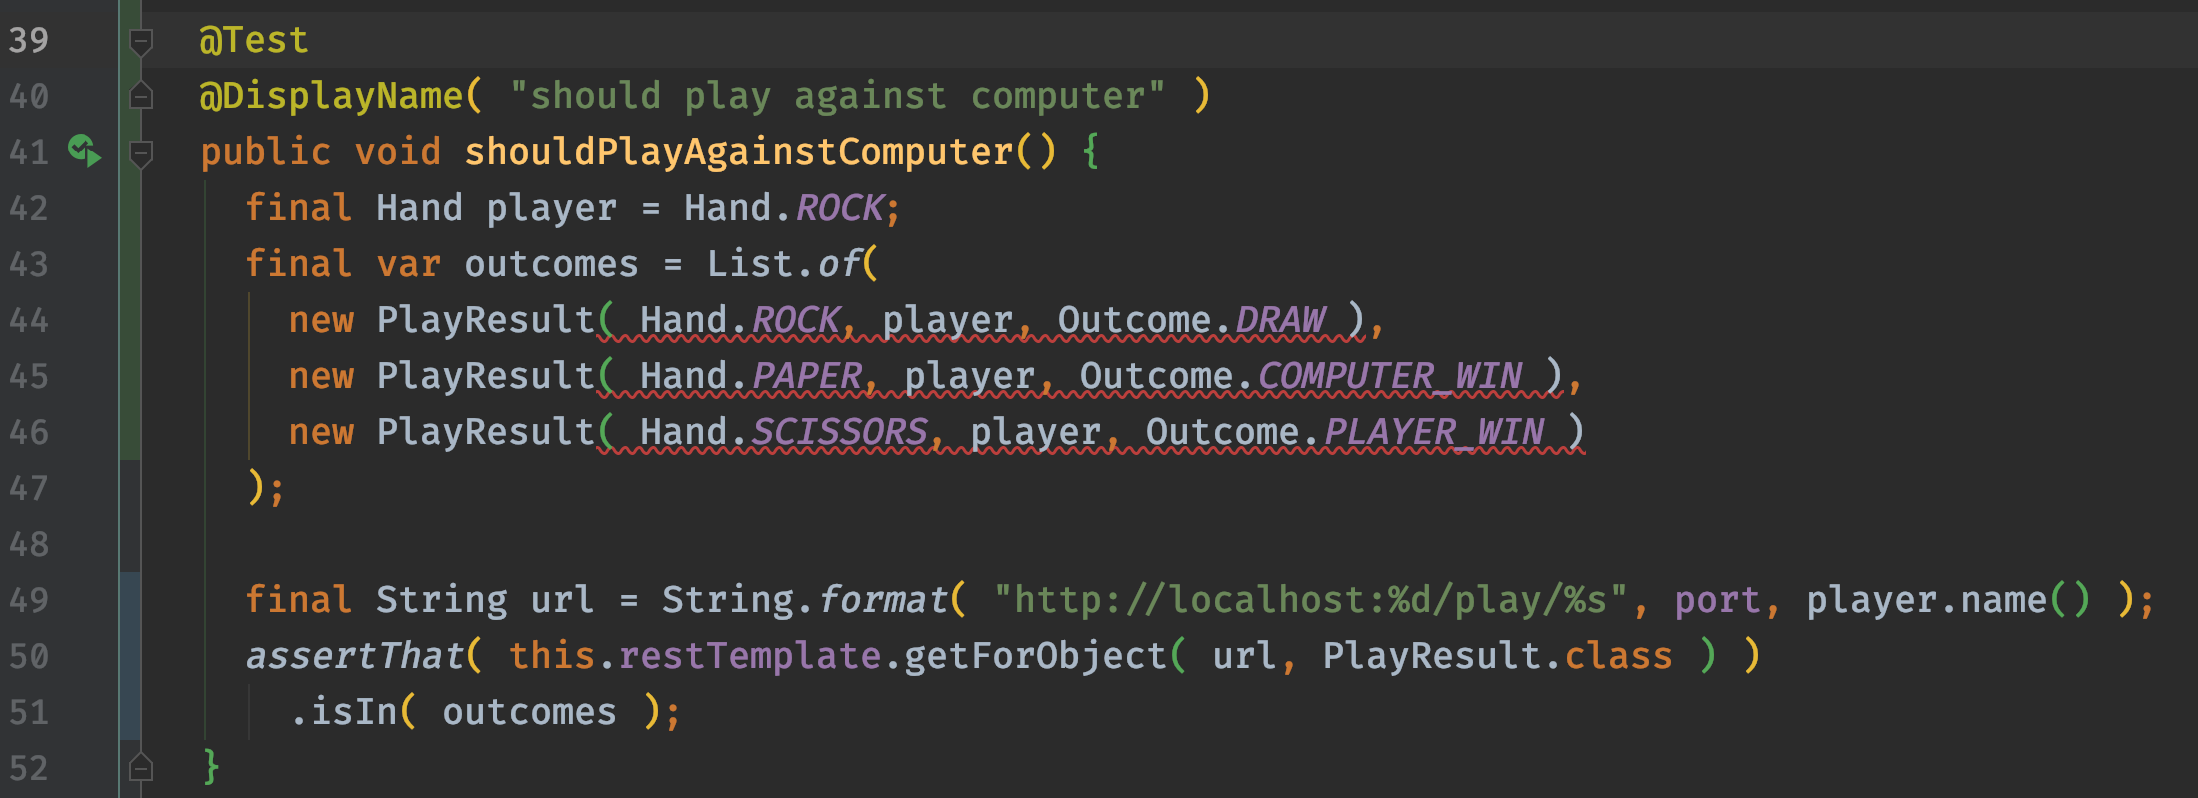 39 @Test
40 @DisplayName( "should play against computer" )
41 public void shouldPlayAgainstComputer() {
42 final Hand player = Hand.ROCK;
43 final var outcomes = List.of(
44 new PlayResult( Hand.ROCK, player, Outcome.DRAW ),
45 new PlayResult( Hand.PAPER, player, Outcome.COMPUTER_WIN ),
46 new PlayResult( Hand.SCISSORS, player, Outcome.PLAYER_WIN )
47 );
48
49 final String url = String.format( "http://localhost:%d/play/%s", port, player.name() );
50 assertThat( this.restTemplate.getForObject( url, PlayResult.class ) )
51 .isIn( outcomes );
52 }